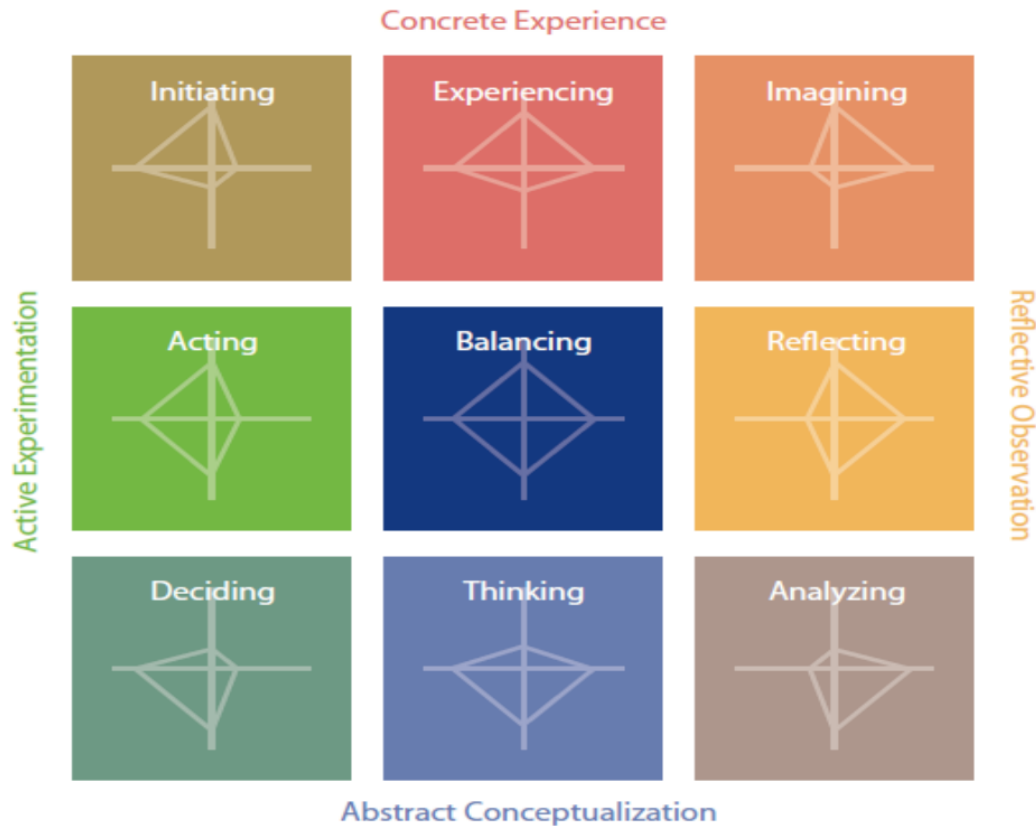 Concrete Experience
Initiating
Experiencing
Imagining
Active Experimentation
Acting
Balancing
Reflecting
Reflective Observation
Deciding
Thinking
Analyzing
Abstract Conceptualization